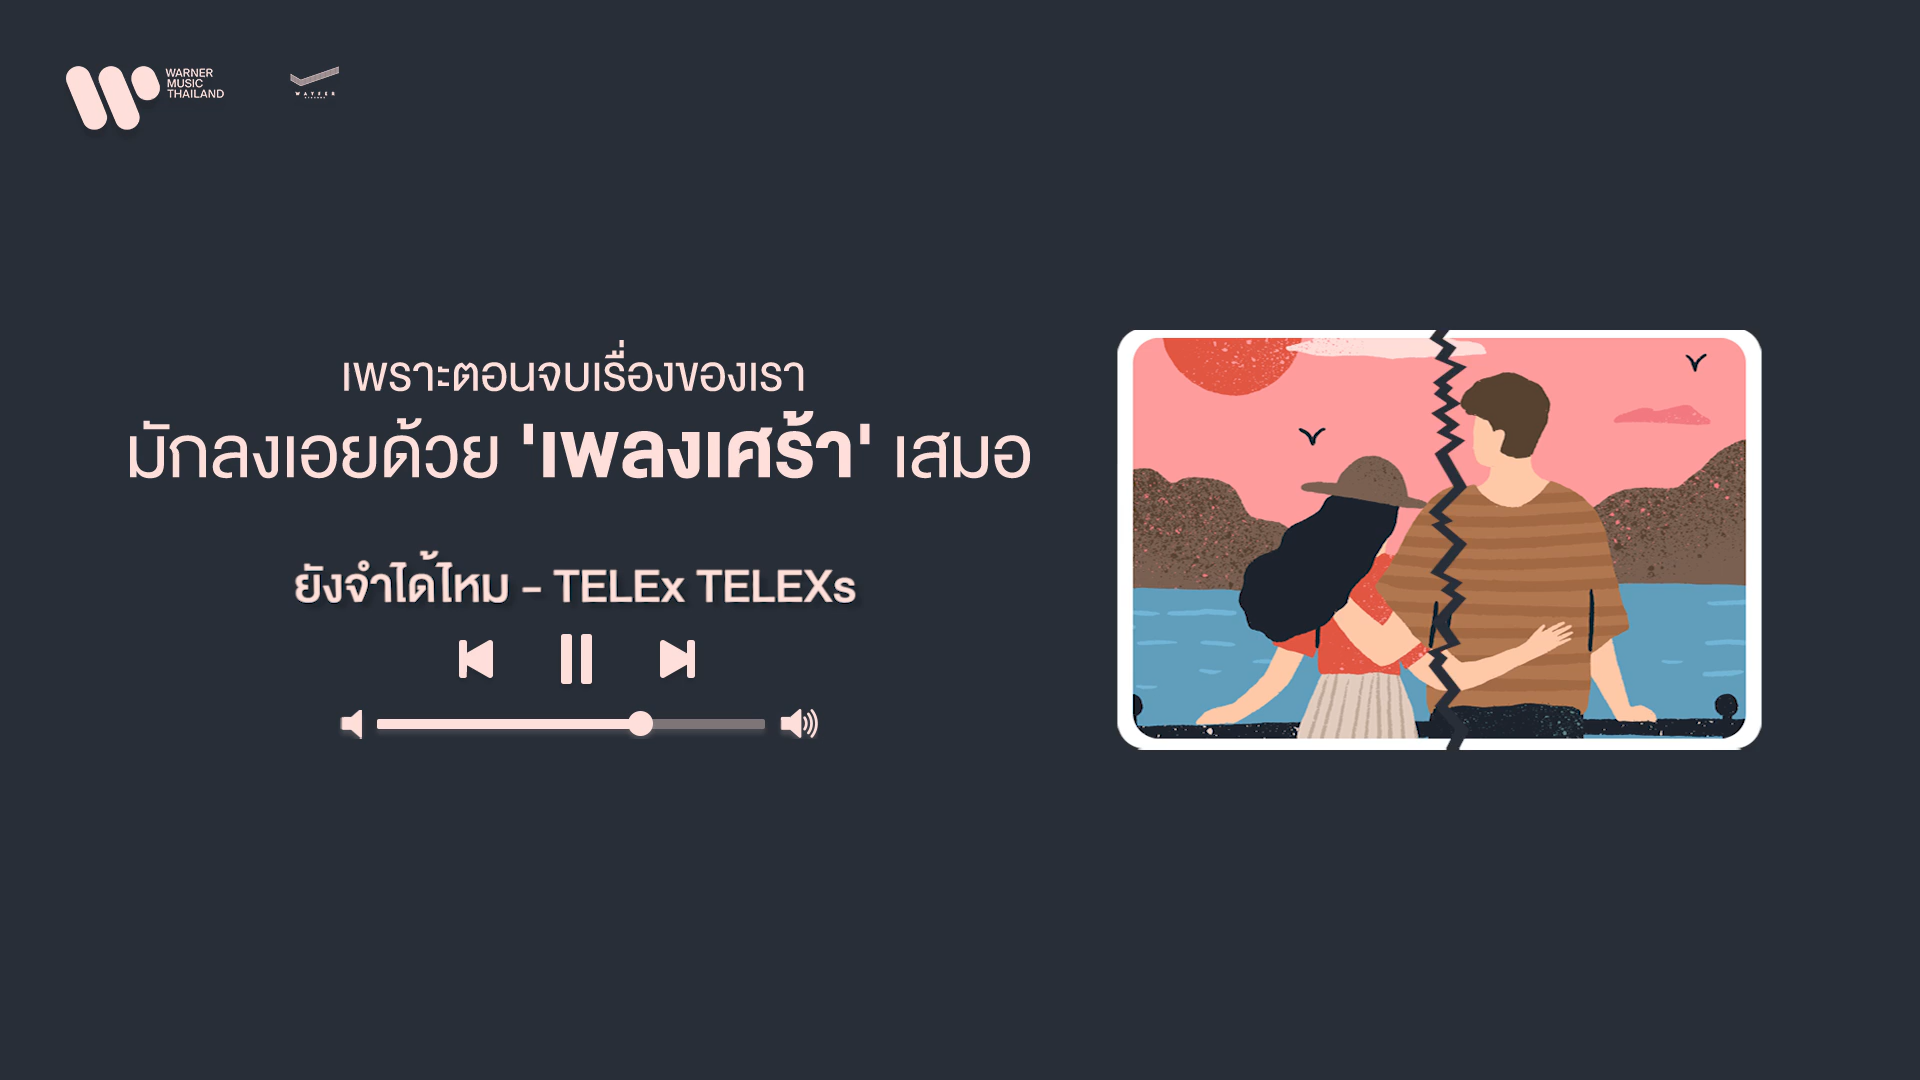 WARNER
MUSIC
THAILAND
WAYFER
RECORDS
เพราะตอนจบเรื่องของเรา
มักลงเอยด้วย 'เพลงเศร้า' เสมอ
ยังจำได้ไหม - TELEx TELEXs